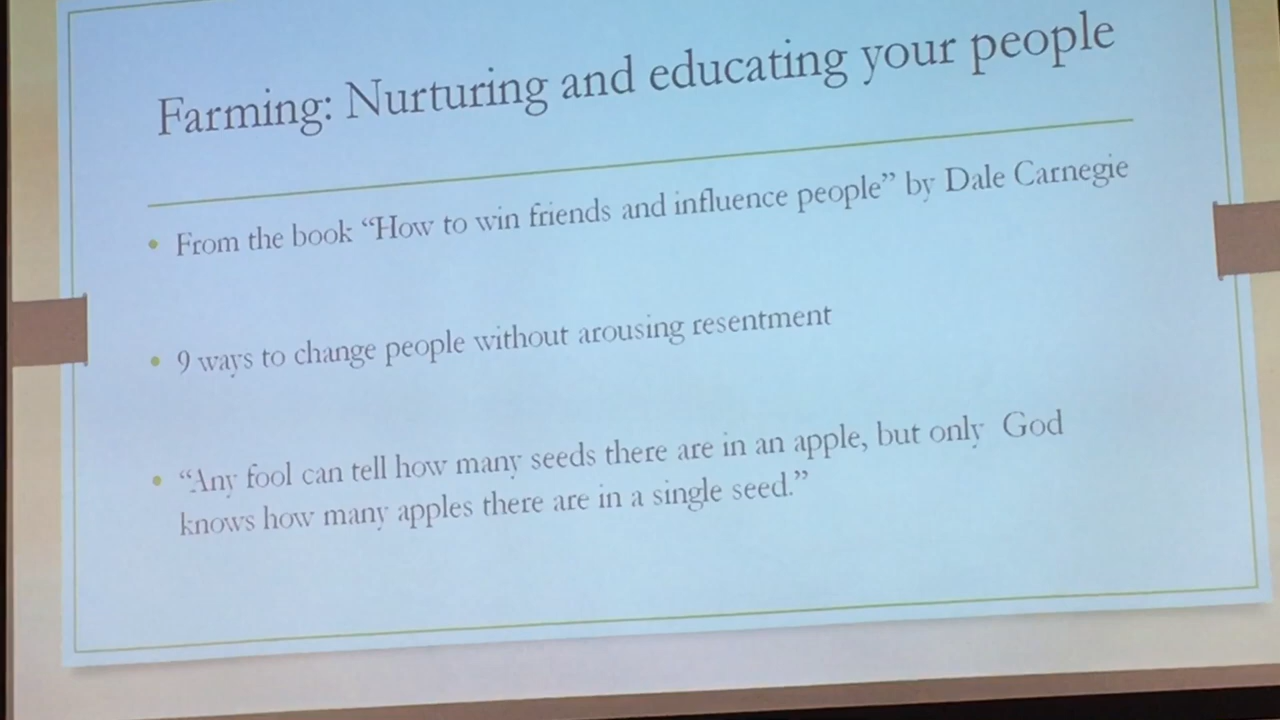 Farming: Nurturing and educating your people
• From the book “How to win friends and influence people” by Dale Carnegie
• 9 ways to change people without arousing resentment
• “Any fool can tell how many seeds there are in an apple, but only God
knows how many apples there are in a single seed.”